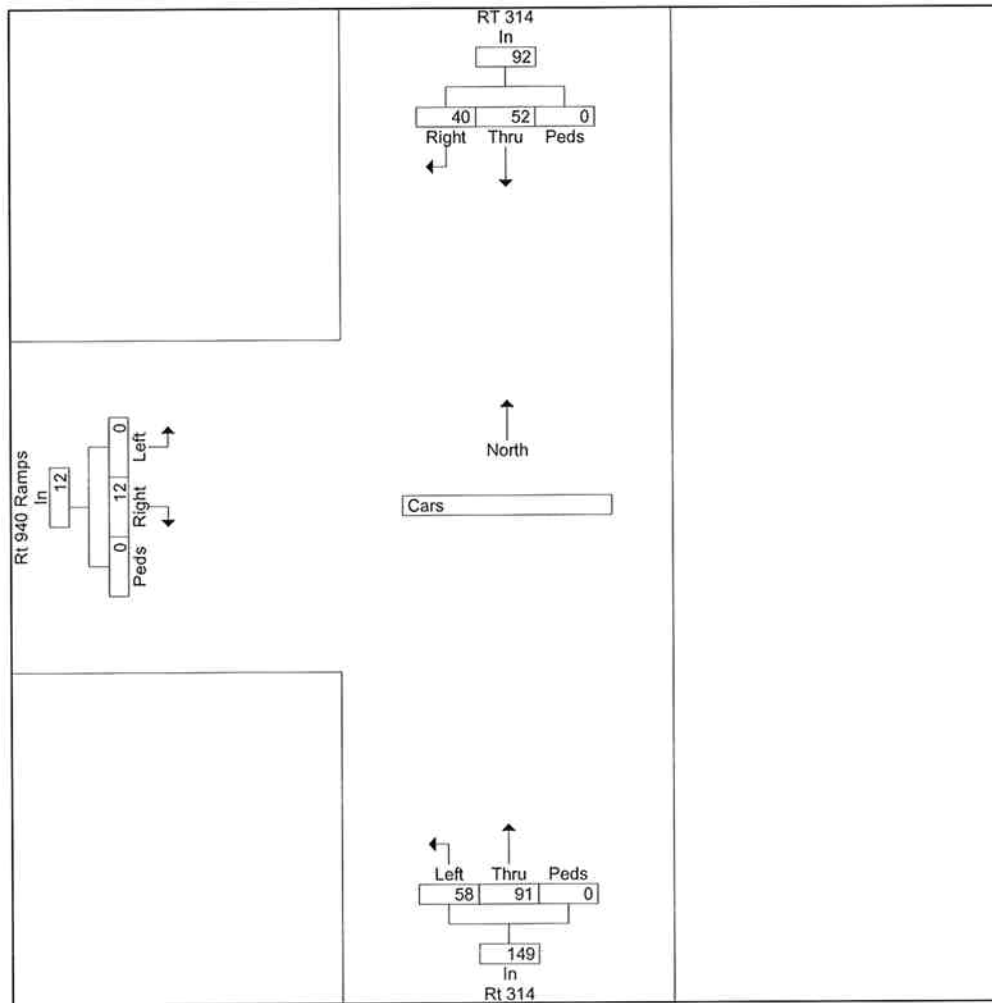 RT 314
In
92
40 52 0
Right Thru Peds
Rt 940 Ramps
In
12
0 12 0
Left Right Peds
North
Cars
Left Thru Peds
58 91 0
149
In
Rt 314